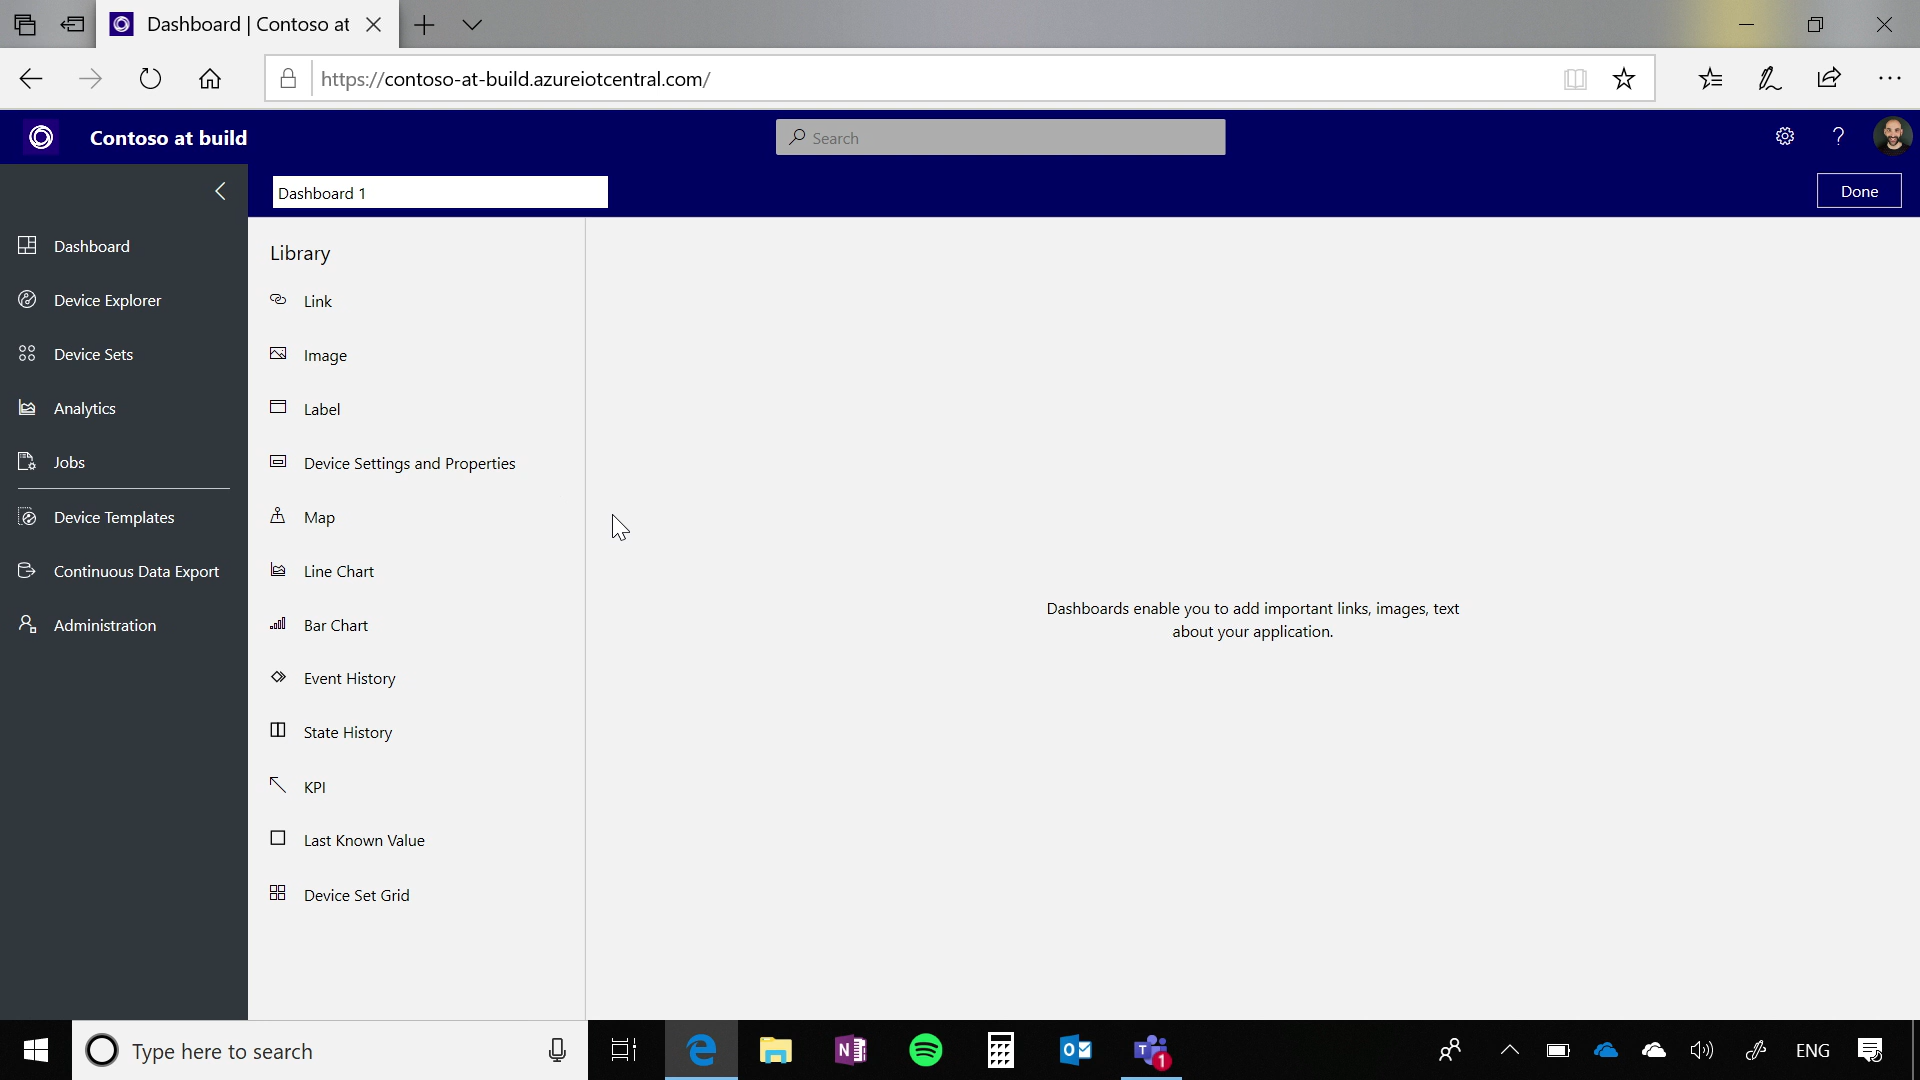 Dashboard | Contoso at
https://contoso-at-build.azureiotcentral.com/
Contoso at build
Search
?
Dashboard 1
Done
Dashboard
Device Explorer
Device Sets
Analytics
Jobs
Device Templates
Continuous Data Export
Administration
Library
Link
Image
Label
Device Settings and Properties
Map
Line Chart
Bar Chart
Event History
State History
KPI
Last Known Value
Device Set Grid
Dashboards enable you to add important links, images, text
about your application.
Type here to search
N
O
T
1
ENG